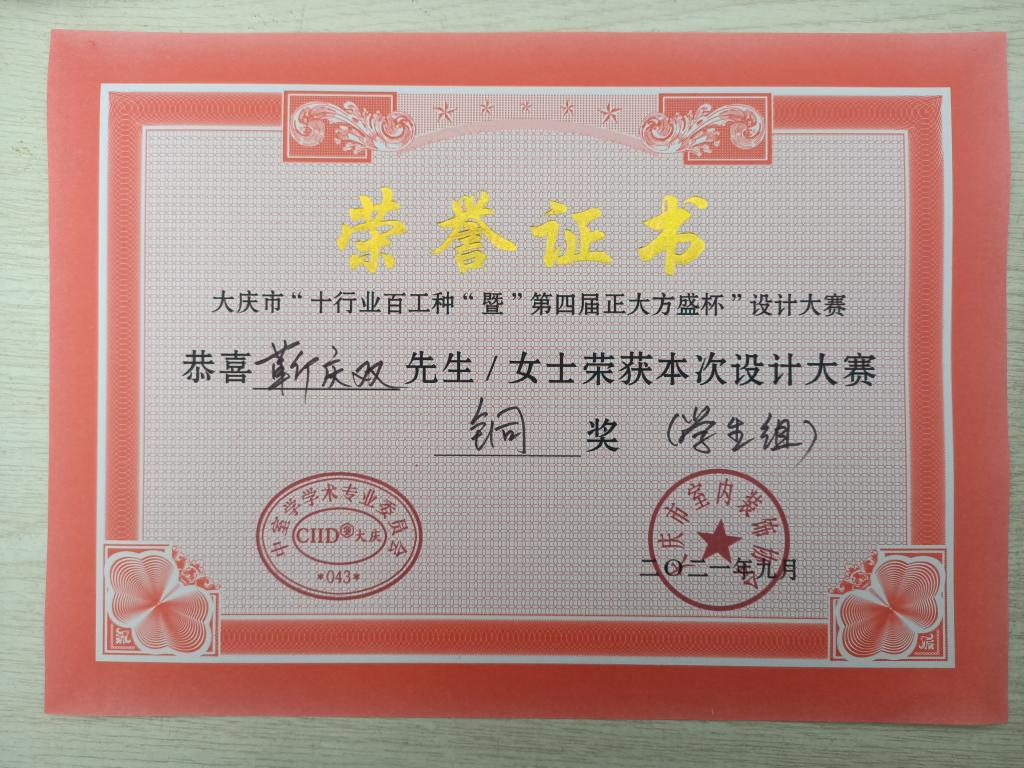 荣誉证书
大庆市“十行业百工种“暨”第四届正大方盛杯”设计大赛
恭喜靳庆双先生/女士荣获本次设计大赛
铜 奖 (学生组)
中室学学术专业委员会
CIID 大庆
*043*
大庆市室内装饰协会
二〇二一年九月